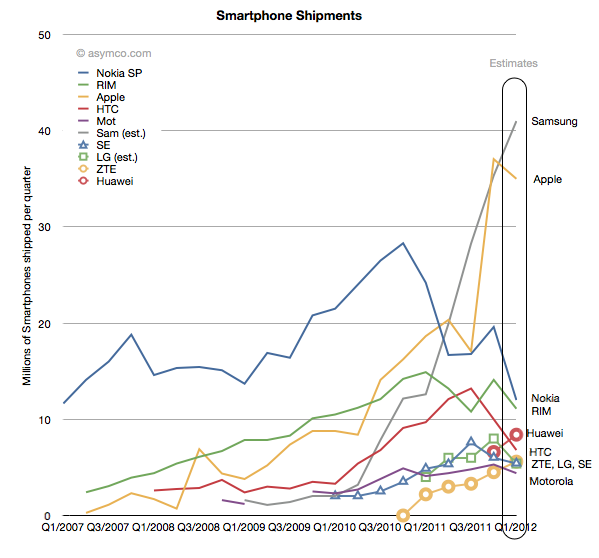 Smartphone Shipments
50
© asymco.com
Estimates
Nokia SP
RIM
Apple
HTC
Mot
Sam (est.)
SE
LG (est.)
ZTE
Huawei
Millions of Smartphones shipped per quarter
40
30
20
10
0
Samsung
Apple
Nokia
RIM
Huawei
HTC
ZTE, LG, SE
Motorola
Q1/2007 Q3/2007 Q1/2008 Q3/2008 Q1/2009 Q3/2009 Q1/2010 Q3/2010 Q1/2011 Q3/2011 Q1/2012